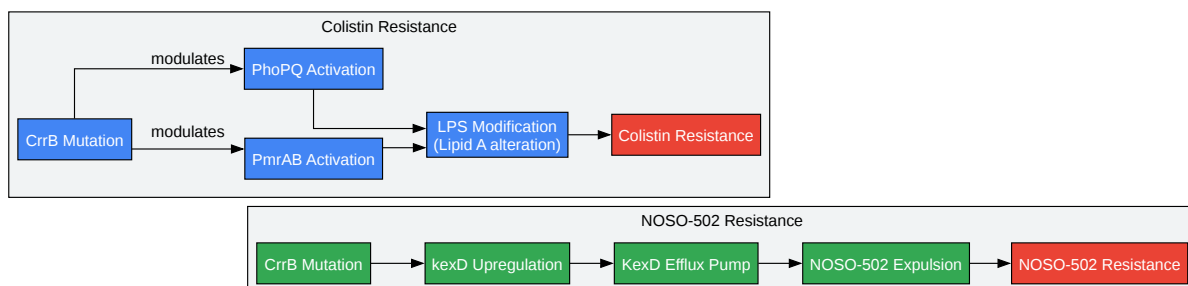 Colistin Resistance
modulates
PhoPQ Activation
CrrB Mutation
modulates
PmrAB Activation
LPS Modification
(Lipid A alteration)
Colistin Resistance
NOSO-502 Resistance
CrrB Mutation
kexD Upregulation
KexD Efflux Pump
NOSO-502 Expulsion
NOSO-502 Resistance